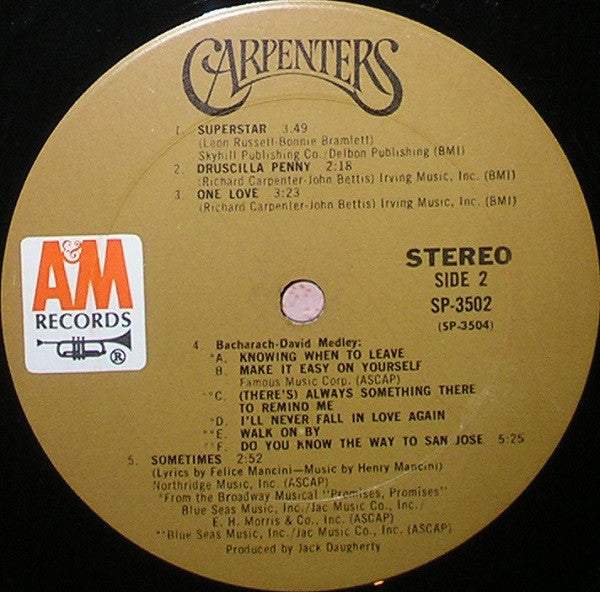 CARPENTERS
1. SUPERSTAR 3:49
(Leon Russell-Bonnie Bramlett)
Skyhill Publishing Co./Delbon Publishing (BMI)
2. DRUSCILLA PENNY 2:18
(Richard Carpenter-John Bettis) Irving Music, Inc. (BMI)
3. ONE LOVE 3:23
(Richard Carpenter-John Bettis) Irving Music, Inc. (BMI)
A&M
RECORDS
®
STEREO
SIDE 2
SP-3502
(SP-3504)
4. Bacharach-David Medley:
*A. KNOWING WHEN TO LEAVE
B. MAKE IT EASY ON YOURSELF
Famous Music Corp. (ASCAP)
**C. (THERE'S) ALWAYS SOMETHING THERE
TO REMIND ME
*D. I'LL NEVER FALL IN LOVE AGAIN
**E. WALK ON BY
**F. DO YOU KNOW THE WAY TO SAN JOSE 5:25
5. SOMETIMES 2:52
(Lyrics by Felice Mancini—Music by Henry Mancini)
Northridge Music, Inc. (ASCAP)
*From the Broadway Musical "Promises, Promises"
Blue Seas Music, Inc./Jac Music Co., Inc./
E. H. Morris & Co., Inc. (ASCAP)
**Blue Seas Music, Inc./Jac Music Co., Inc. (ASCAP)
Produced by Jack Daugherty